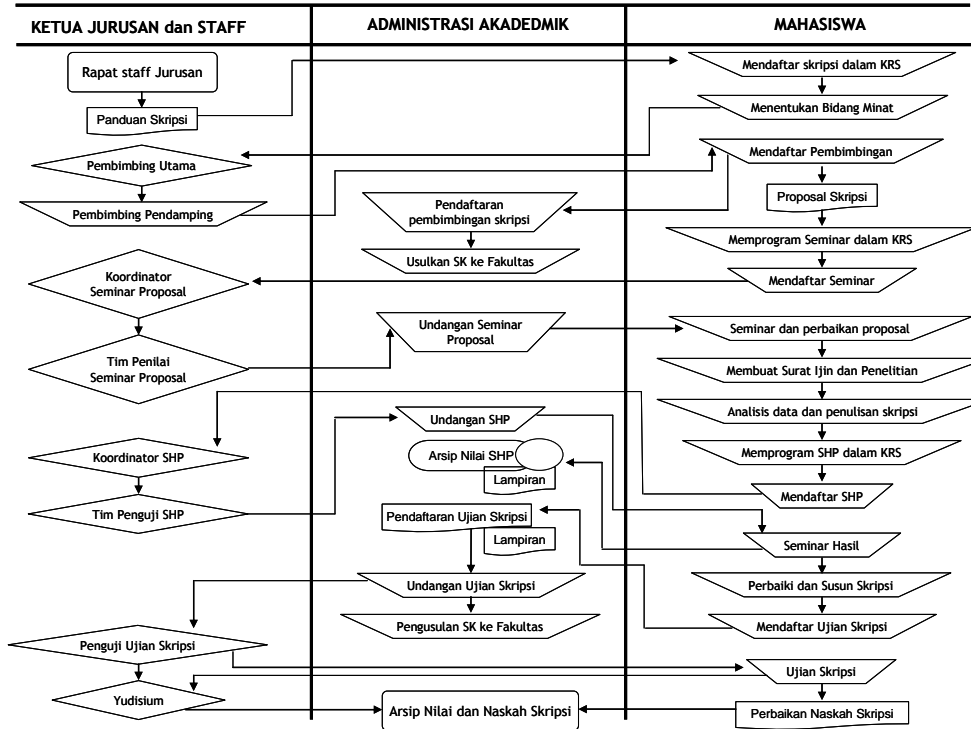 KETUA JURUSAN dan STAFF
ADMINISTRASI AKADEDMIK
MAHASISWA
Rapat staff Jurusan
Mendaftar skripsi dalam KRS
Panduan Skripsi
Menentukan Bidang Minat
Pembimbing Utama
Mendaftar Pembimbingan
Pembimbing Pendamping
Pendaftaran
pembimbingan skripsi
Proposal Skripsi
Usulkan SK ke Fakultas
Memprogram Seminar dalam KRS
Koordinator
Seminar Proposal
Mendaftar Seminar
Undangan Seminar
Proposal
Seminar dan perbaikan proposal
Tim Penilai
Seminar Proposal
Membuat Surat Ijin dan Penelitian
Undangan SHP
Analisis data dan penulisan skripsi
Koordinator SHP
Arsip Nilai SHP
Lampiran
Memprogram SHP dalam KRS
Mendaftar SHP
Tim Penguji SHP
Pendaftaran Ujian Skripsi
Lampiran
Seminar Hasil
Undangan Ujian Skripsi
Perbaiki dan Susun Skripsi
Pengusulan SK ke Fakultas
Mendaftar Ujian Skripsi
Penguji Ujian Skripsi
Ujian Skripsi
Yudisium
Arsip Nilai dan Naskah Skripsi
Perbaikan Naskah Skripsi